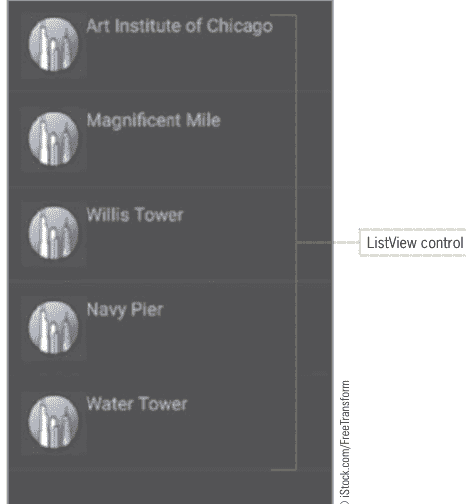 Art Institute of Chicago
Magnificent Mile
Willis Tower
ListView control
Navy Pier
Water Tower
iStock.com/FreeTransform